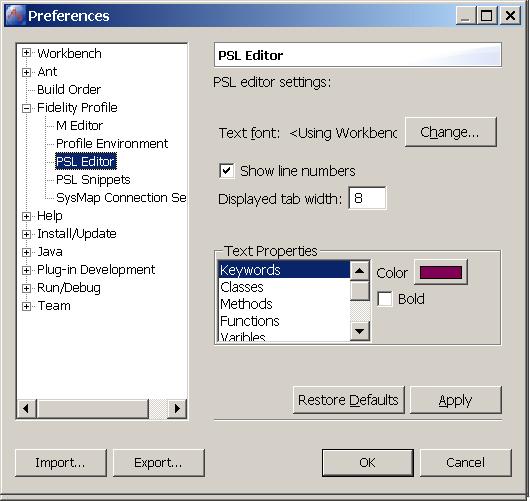 Preferences
Workbench
Ant
Build Order
Fidelity Profile
M Editor
Profile Environment
PSL Editor
PSL Snippets
SysMap Connection Se
Help
Install/Update
Java
Plug-in Development
Run/Debug
Team
PSL Editor
PSL editor settings:
Text font: <Using Workbenc Change...
Show line numbers
Displayed tab width: 8
Text Properties
Keywords
Classes
Methods
Functions
Varibles
Color
Bold
Restore Defaults Apply
Import... Export... OK Cancel